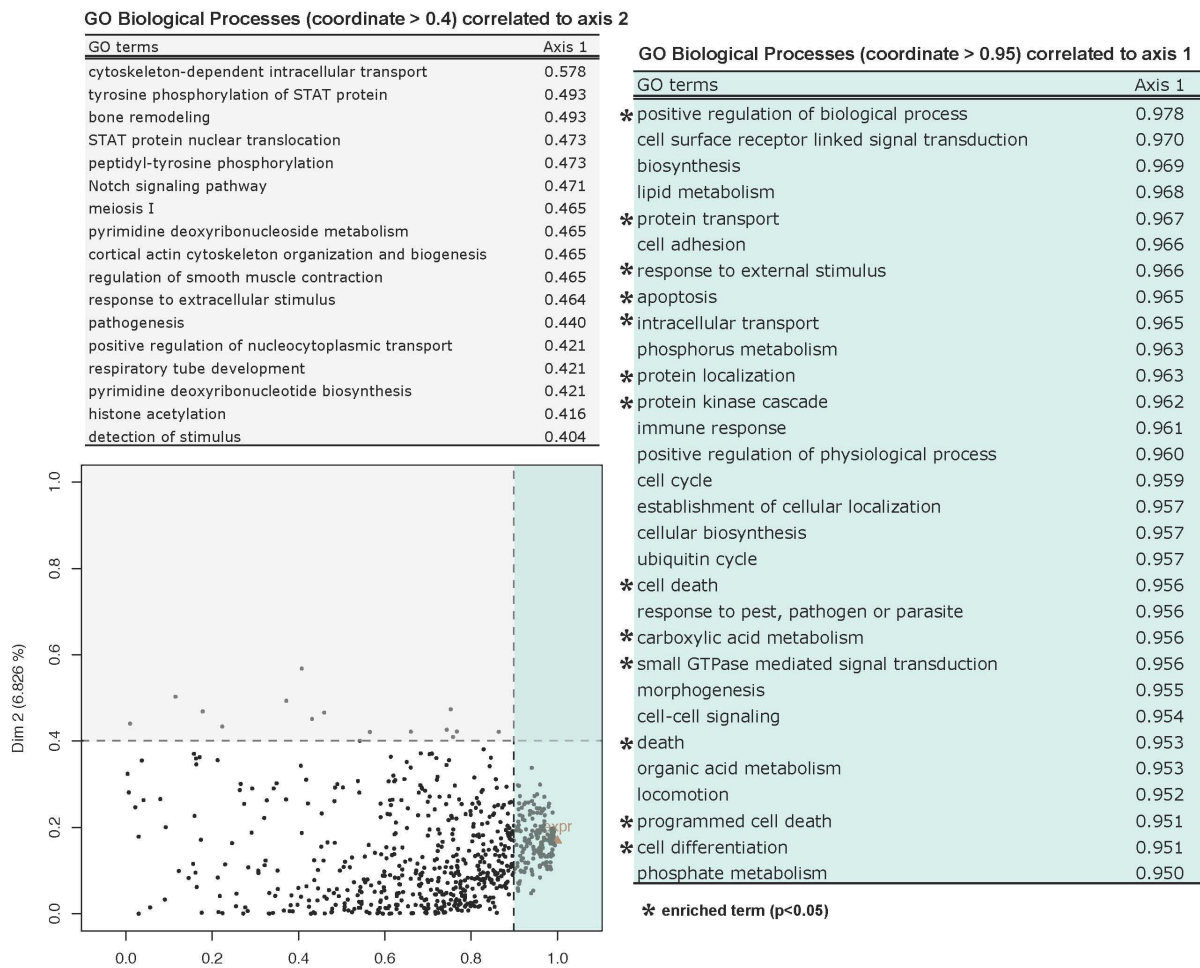 GO Biological Processes (coordinate > 0.4) correlated to axis 2
GO terms Axis 1
cytoskeleton-dependent intracellular transport 0.578
tyrosine phosphorylation of STAT protein 0.493
bone remodeling 0.493
STAT protein nuclear translocation 0.473
peptidyl-tyrosine phosphorylation 0.473
Notch signaling pathway 0.471
meiosis I 0.465
pyrimidine deoxyribonucleoside metabolism 0.465
cortical actin cytoskeleton organization and biogenesis 0.465
regulation of smooth muscle contraction 0.465
response to extracellular stimulus 0.464
pathogenesis 0.440
positive regulation of nucleocytoplasmic transport 0.421
respiratory tube development 0.421
pyrimidine deoxyribonucleotide biosynthesis 0.421
histone acetylation 0.416
detection of stimulus 0.404
GO Biological Processes (coordinate > 0.95) correlated to axis 1
GO terms Axis 1
* positive regulation of biological process 0.978
cell surface receptor linked signal transduction 0.970
biosynthesis 0.969
lipid metabolism 0.968
* protein transport 0.967
cell adhesion 0.966
* response to external stimulus 0.966
* apoptosis 0.965
* intracellular transport 0.965
phosphorus metabolism 0.963
* protein localization 0.963
* protein kinase cascade 0.962
immune response 0.961
positive regulation of physiological process 0.960
cell cycle 0.959
establishment of cellular localization 0.957
cellular biosynthesis 0.957
ubiquitin cycle 0.957
* cell death 0.956
response to pest, pathogen or parasite 0.956
* carboxylic acid metabolism 0.956
* small GTPase mediated signal transduction 0.956
morphogenesis 0.955
cell-cell signaling 0.954
* death 0.953
organic acid metabolism 0.953
locomotion 0.952
* programmed cell death 0.951
* cell differentiation 0.951
phosphate metabolism 0.950
* enriched term (p<0.05)
Dim 2 (6.826 %)
1.0
0.8
0.6
0.4
0.2
0.0
0.0 0.2 0.4 0.6 0.8 1.0